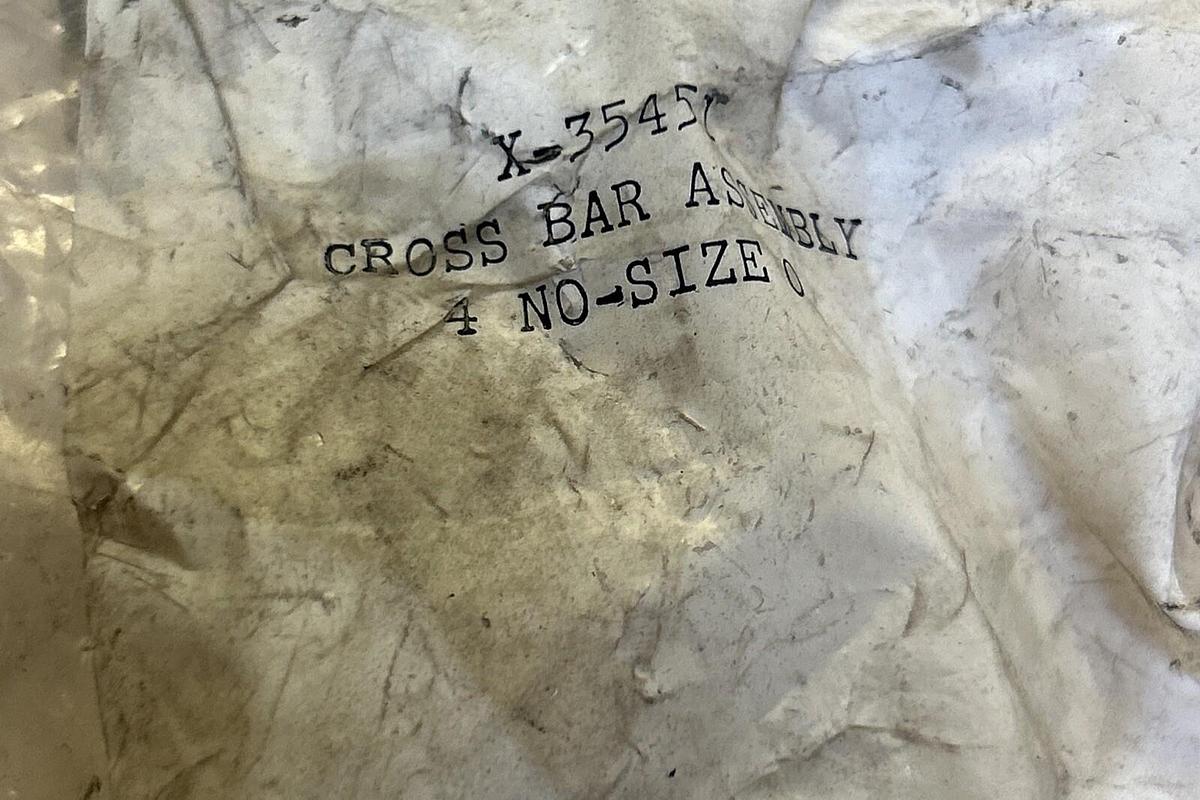 X-3545
CROSS BAR ASSEMBLY
4 NO-SIZE 0